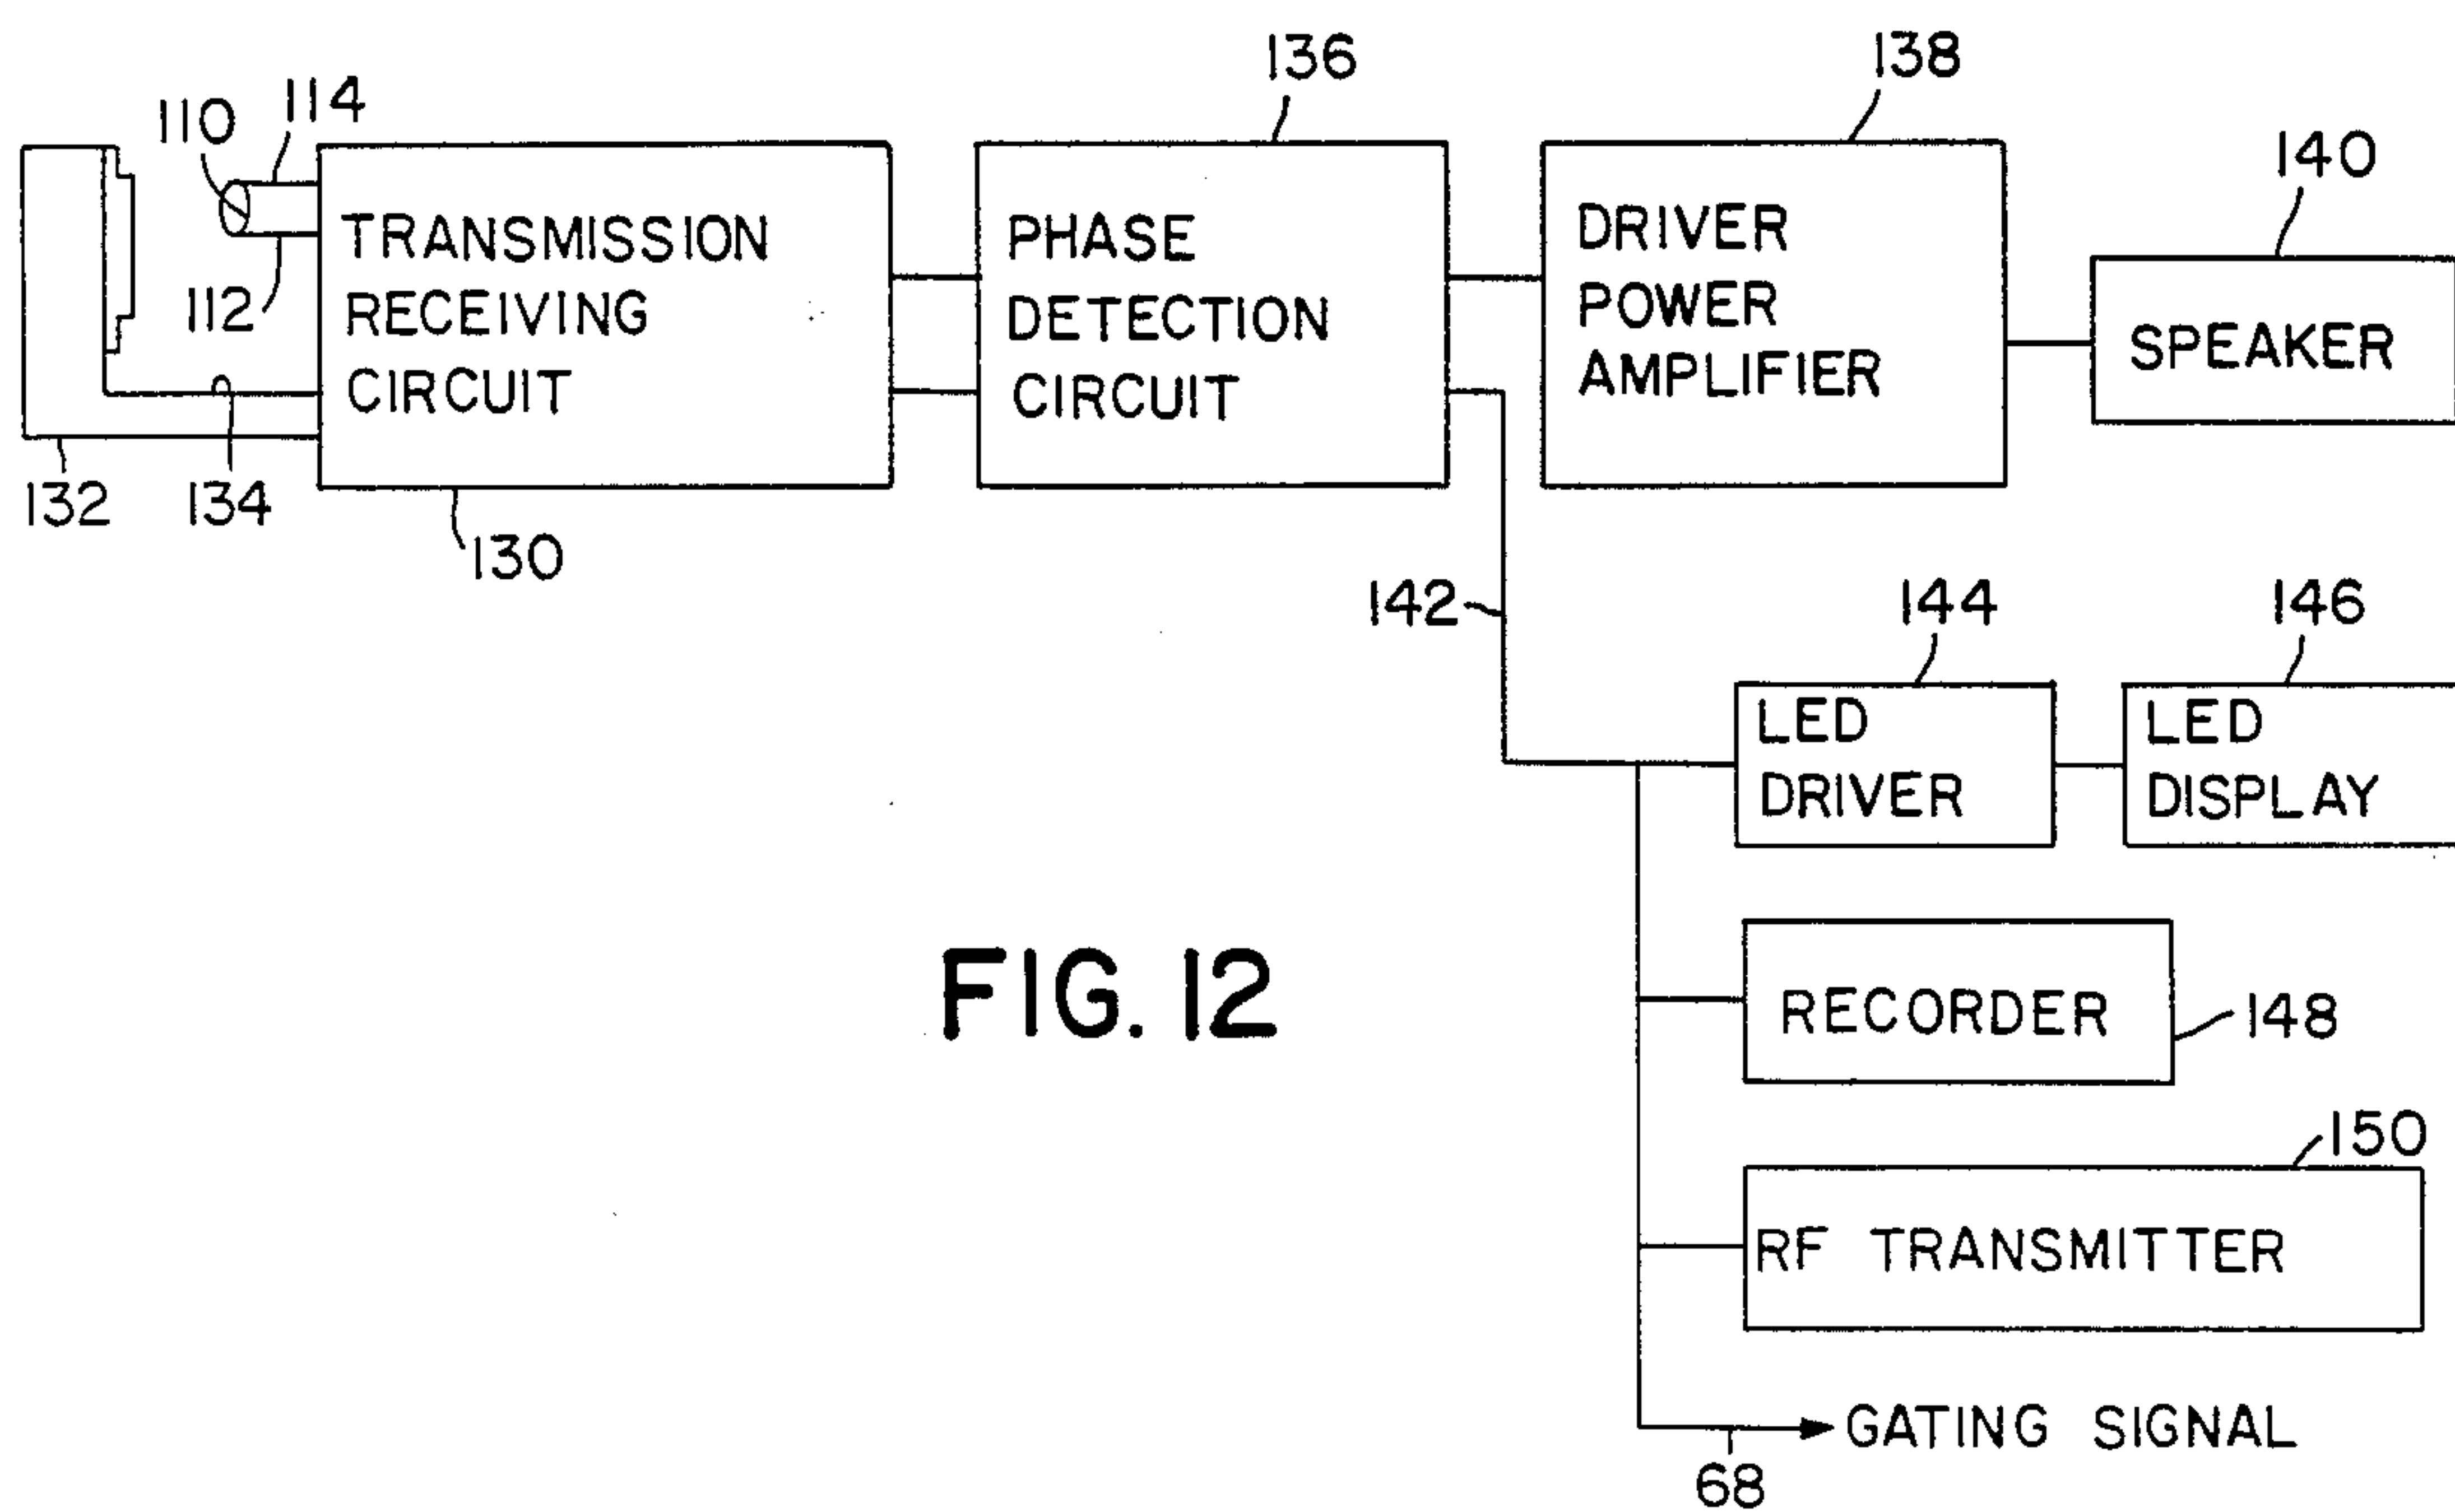 136
138
110
114
140
TRANSMISSION
RECEIVING
CIRCUIT
PHASE
DETECTION
CIRCUIT
DRIVER
POWER
AMPLIFIER
SPEAKER
112
132
134
130
142
144
146
LED
DRIVER
LED
DISPLAY
FIG. 12
RECORDER
148
150
RF TRANSMITTER
GATING SIGNAL
68